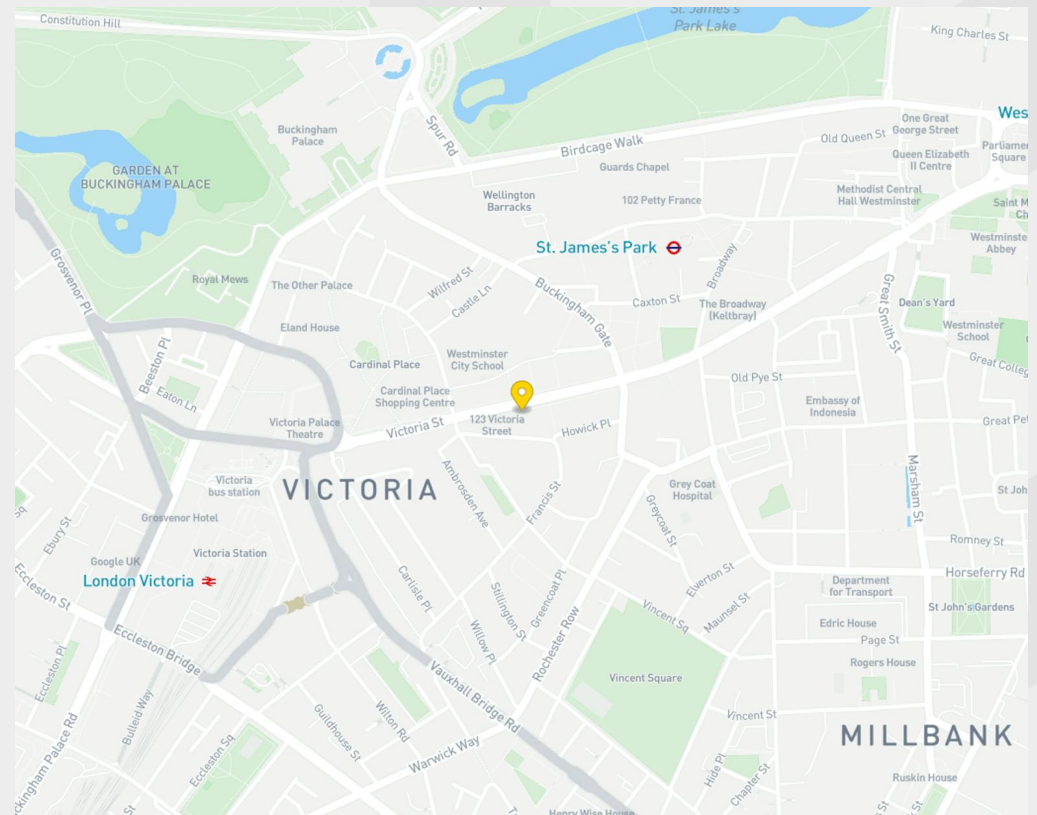 St. James's
Park Lake
Constitution Hill
King Charles St
Spur Rd
One Great
George Street
Wes
Buckingham
Palace
Birdcage Walk
Old Queen St
Queen Elizabeth
II Centre
Parliamen
Square
Guards Chapel
GARDEN AT
BUCKINGHAM PALACE
Wellington
Barracks
102 Petty France
Methodist Central
Hall Westminster
Saint M
Ch
Westminste
Abbey
St. James's Park
Broadway
Grosvenor Pl
Royal Mews
The Other Palace
Wilfred St
Castle Ln
Buckingham Gate
Caxton St
The Broadway
(Keltbray)
Great Smith St
Dean's Yard
Eland House
Westminster
School
Beeston Pl
Cardinal Place
Westminster
City School
Great Colleg
Eaton Ln
Cardinal Place
Shopping Centre
Old Pye St
Embassy of
Indonesia
Victoria Palace
Theatre
Victoria St
123 Victoria
Street
Howick Pl
Great Pe
Victoria
bus station
VICTORIA
Ambrosden Ave
Francis St
Grey Coat
Hospital
Marsham St
St Joh
Grosvenor Hotel
Greycoat St
Ebury St
Sq
Victoria Station
Romney St
Google UK
London Victoria
Eccleston St
Carlisle Pl
Stillington St
Greencoat Pl
Elverton St
Department
for Transport
Horseferry Rd
Vincent Sq
Maunsel St
St John's Gardens
Edric House
Eccleston Bridge
Willow Pl
Rochester Row
Page St
Eccleston Pl
Vauxhall Bridge Rd
Vincent Square
Rogers House
Bulleid Way
Guildhouse St
Wilton Rd
Vincent St
MILLBANK
Eccleston Sq
Warwick Way
Hide Pl
Chapter St
Ruskin House
ckingham Palace Rd
St
St
St
Henry Wise House